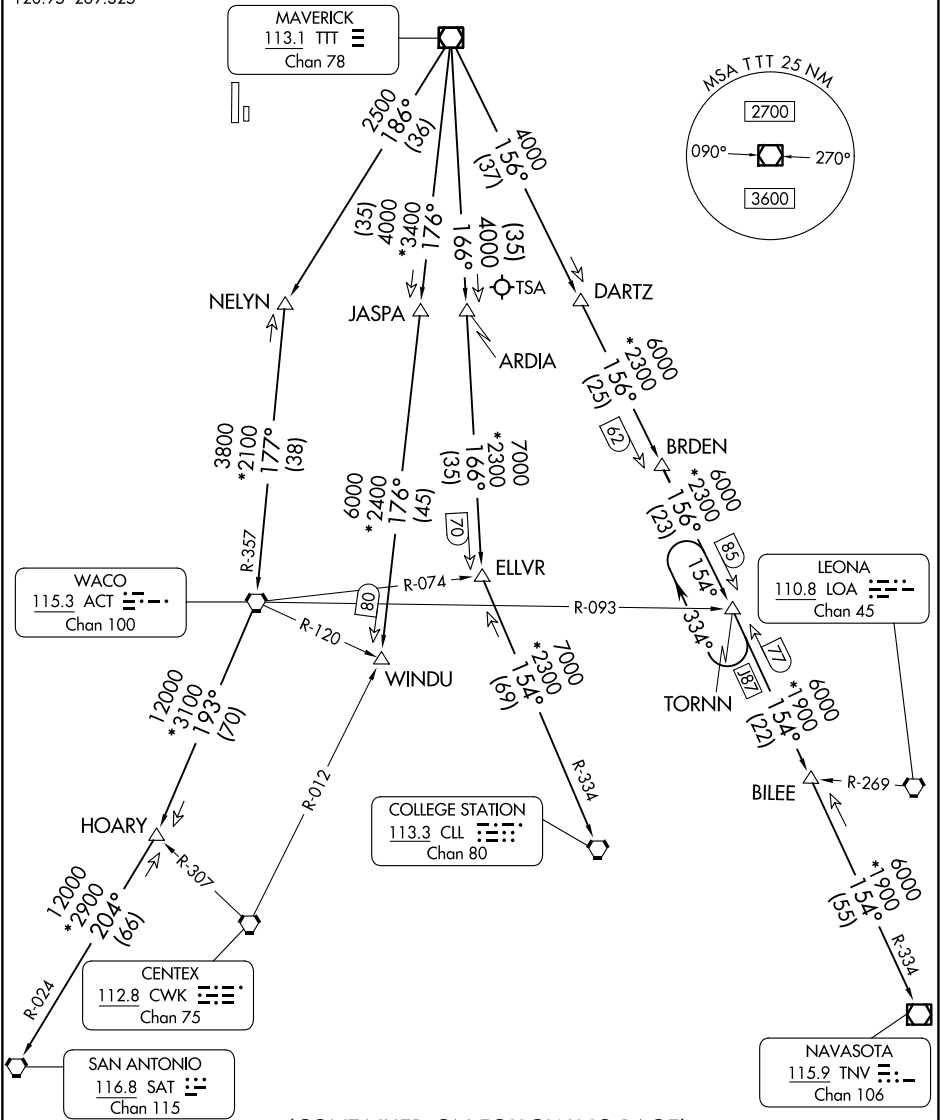 MAVERICK
113.1 TTT
Chan 78
MSA TTT 25 NM
2700
090°
270°
3600
2500
186°
(36)
(35)
4000
*3400
176°
(35)
4000
166°
4000
156°
(37)
TSA
NELYN
JASPA
ARDIA
DARTZ
3800
*2100
177°
(38)
R-357
6000
*2400
176°
(45)
80
7000
*2300
166°
(35)
70
6000
*2300
156°
(25)
62
BRDEN
6000
*2300
156°
(23)
85
WACO
115.3 ACT
Chan 100
R-074
ELLVR
R-093
R-120
WINDU
154°
334°
J87
77
TORNN
LEONA
110.8 LOA
Chan 45
12000
*3100
193°
(70)
7000
*2300
154°
(69)
R-334
6000
*1900
154°
(22)
BILEE
R-269
HOARY
R-307
R-012
COLLEGE STATION
113.3 CLL
Chan 80
12000
*2900
204°
(66)
R-024
6000
*1900
154°
(55)
R-334
CENTEX
112.8 CWK
Chan 75
SAN ANTONIO
116.8 SAT
Chan 115
NAVASOTA
115.9 TNV
Chan 106